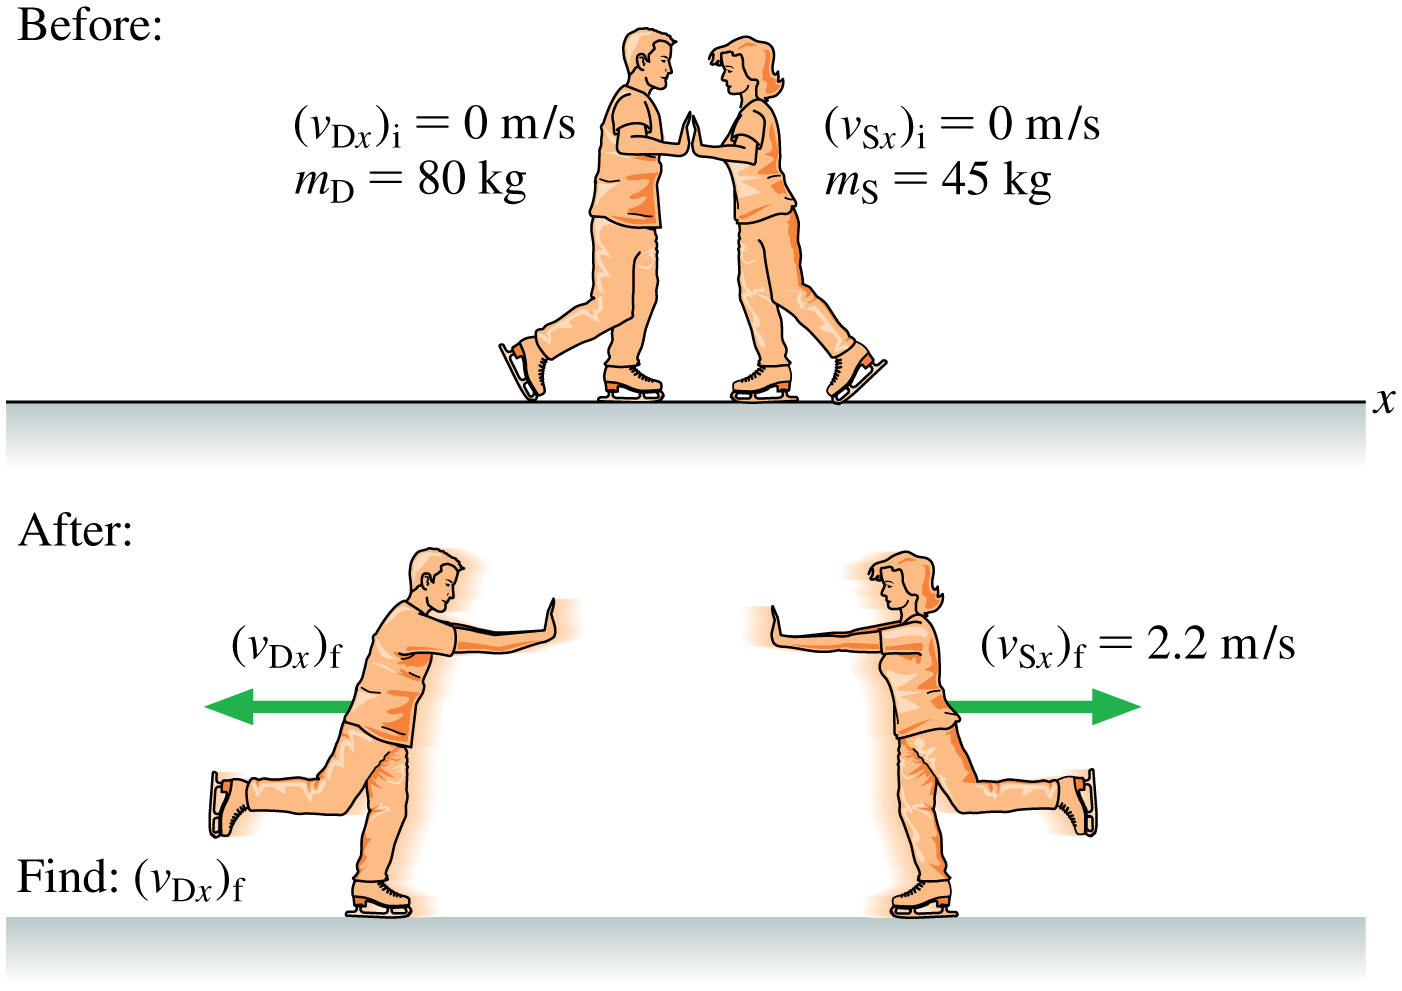 Before:
(vDx)i = 0 m/s
mD = 80 kg
(vSx)i = 0 m/s
mS = 45 kg
x
After:
(vDx)f
(vSx)f = 2.2 m/s
Find: (vDx)f